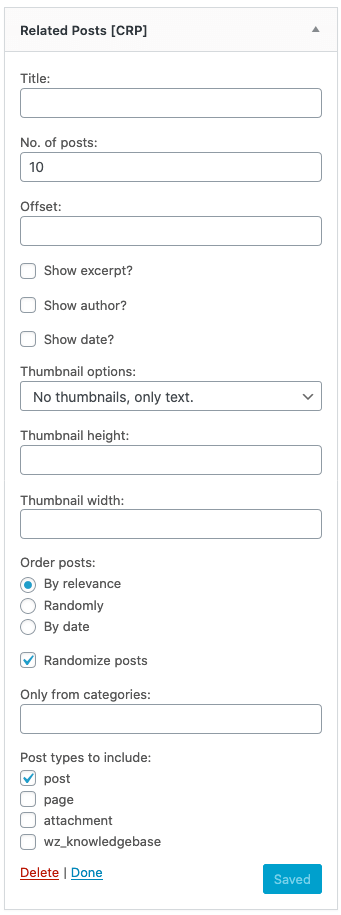 Related Posts [CRP]
Title:
No. of posts:
10
Offset:
Show excerpt?
Show author?
Show date?
Thumbnail options:
No thumbnails, only text.
Thumbnail height:
Thumbnail width:
Order posts:
By relevance
Randomly
By date
Randomize posts
Only from categories:
Post types to include:
post
page
attachment
wz_knowledgebase
Delete | Done Saved